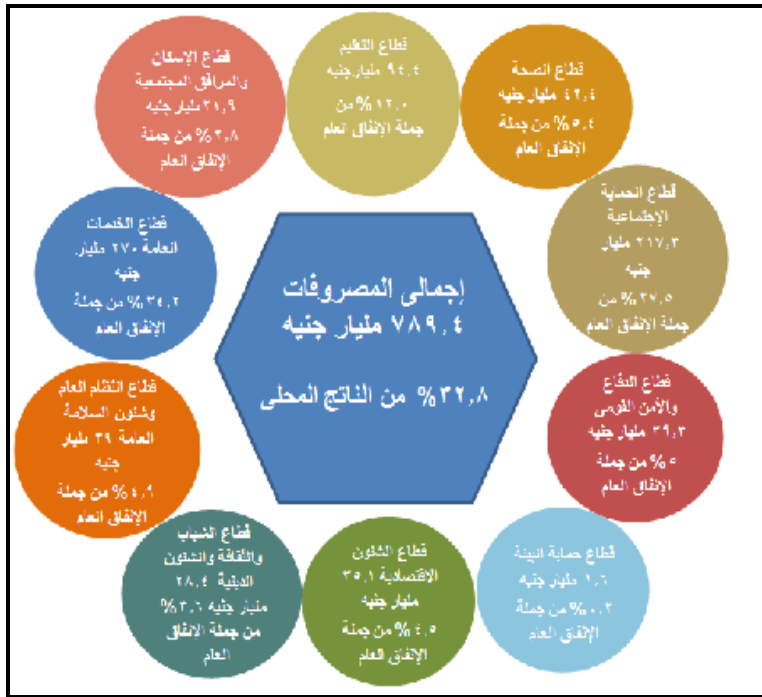 قطاع التعليم
٩٤,٤ مليار جنيه
١٢,٠% من
جملة الإنفاق العام
قطاع الصحة
٤٢,٤ مليار جنيه
٥,٤% من جملة
الإنفاق العام
قطاع الحماية
الإجتماعية
٢١٧,٣ مليار
جنيه
٢٧,٥% من
جملة الإنفاق العام
قطاع الدفاع
والأمن القومى
٣٩,٣ مليار جنيه
٥% من جملة
الإنفاق العام
قطاع حماية البيئة
١,٦ مليار جنيه
٠,٢% من جملة
الإنفاق العام
قطاع الشئون
الاقتصادية ٣٥,١
مليار جنيه
٤,٥% من جملة
الإنفاق العام
قطاع الشباب
والثقافة والشئون
الدينية ٢٨,٤
مليار جنيه ٣,٦%
من جملة الانفاق
العام
قطاع النظام العام
وشئون السلامة
العامة ٣٩ مليار
جنيه
٤,٩% من جملة
الإنفاق العام
قطاع الخدمات
العامة ٢٧٠ مليار
جنيه
٣٤,٢% من جملة
الإنفاق العام
قطاع الإسكان
والمرافق المجتمعية
٢١,٩ مليار جنيه
٢,٨% من جملة
الإنفاق العام
إجمالى المصروفات
٧٨٩,٤ مليار جنيه
٣٢,٨% من الناتج المحلى